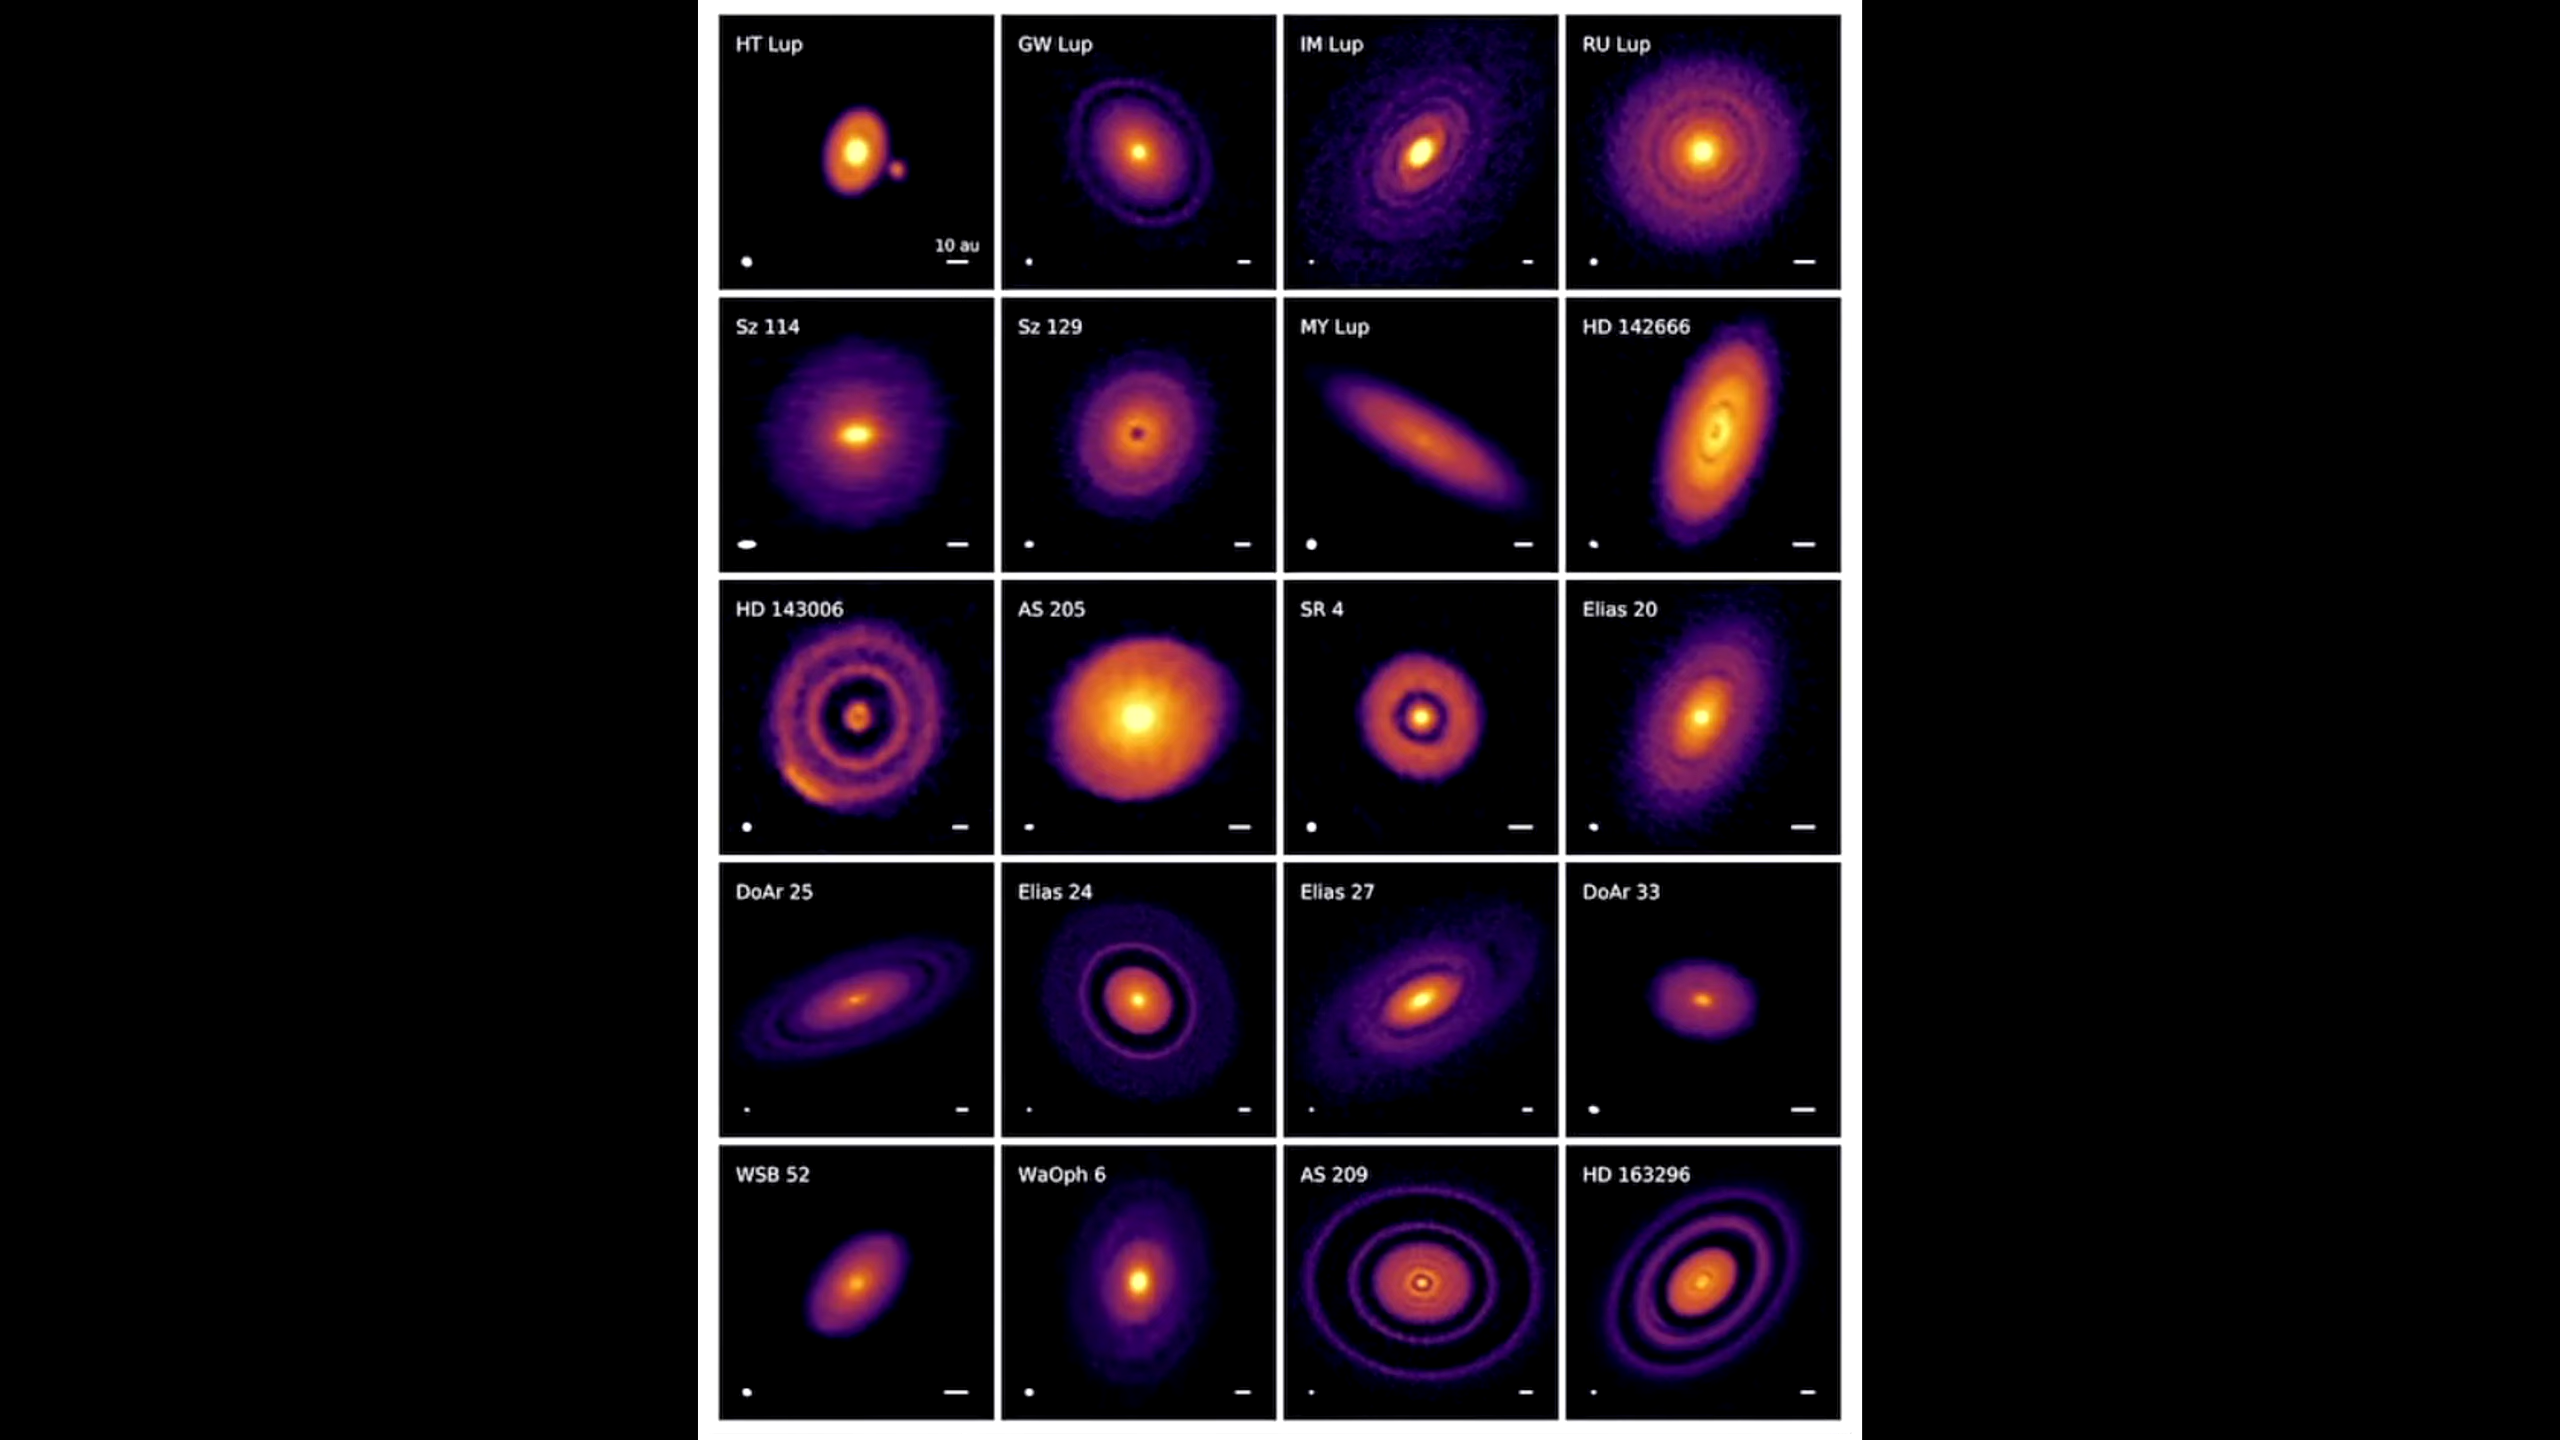 HT Lup
GW Lup
IM Lup
RU Lup
10 au
Sz 114
Sz 129
MY Lup
HD 142666
HD 143006
AS 205
SR 4
Elias 20
DoAr 25
Elias 24
Elias 27
DoAr 33
WSB 52
WaOph 6
AS 209
HD 163296